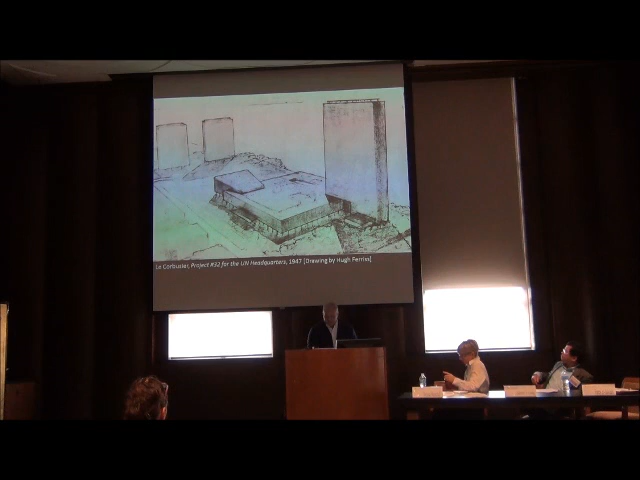 Le Corbusier, Project #32 for the UN Headquarters, 1947 [Drawing by Hugh Ferriss]